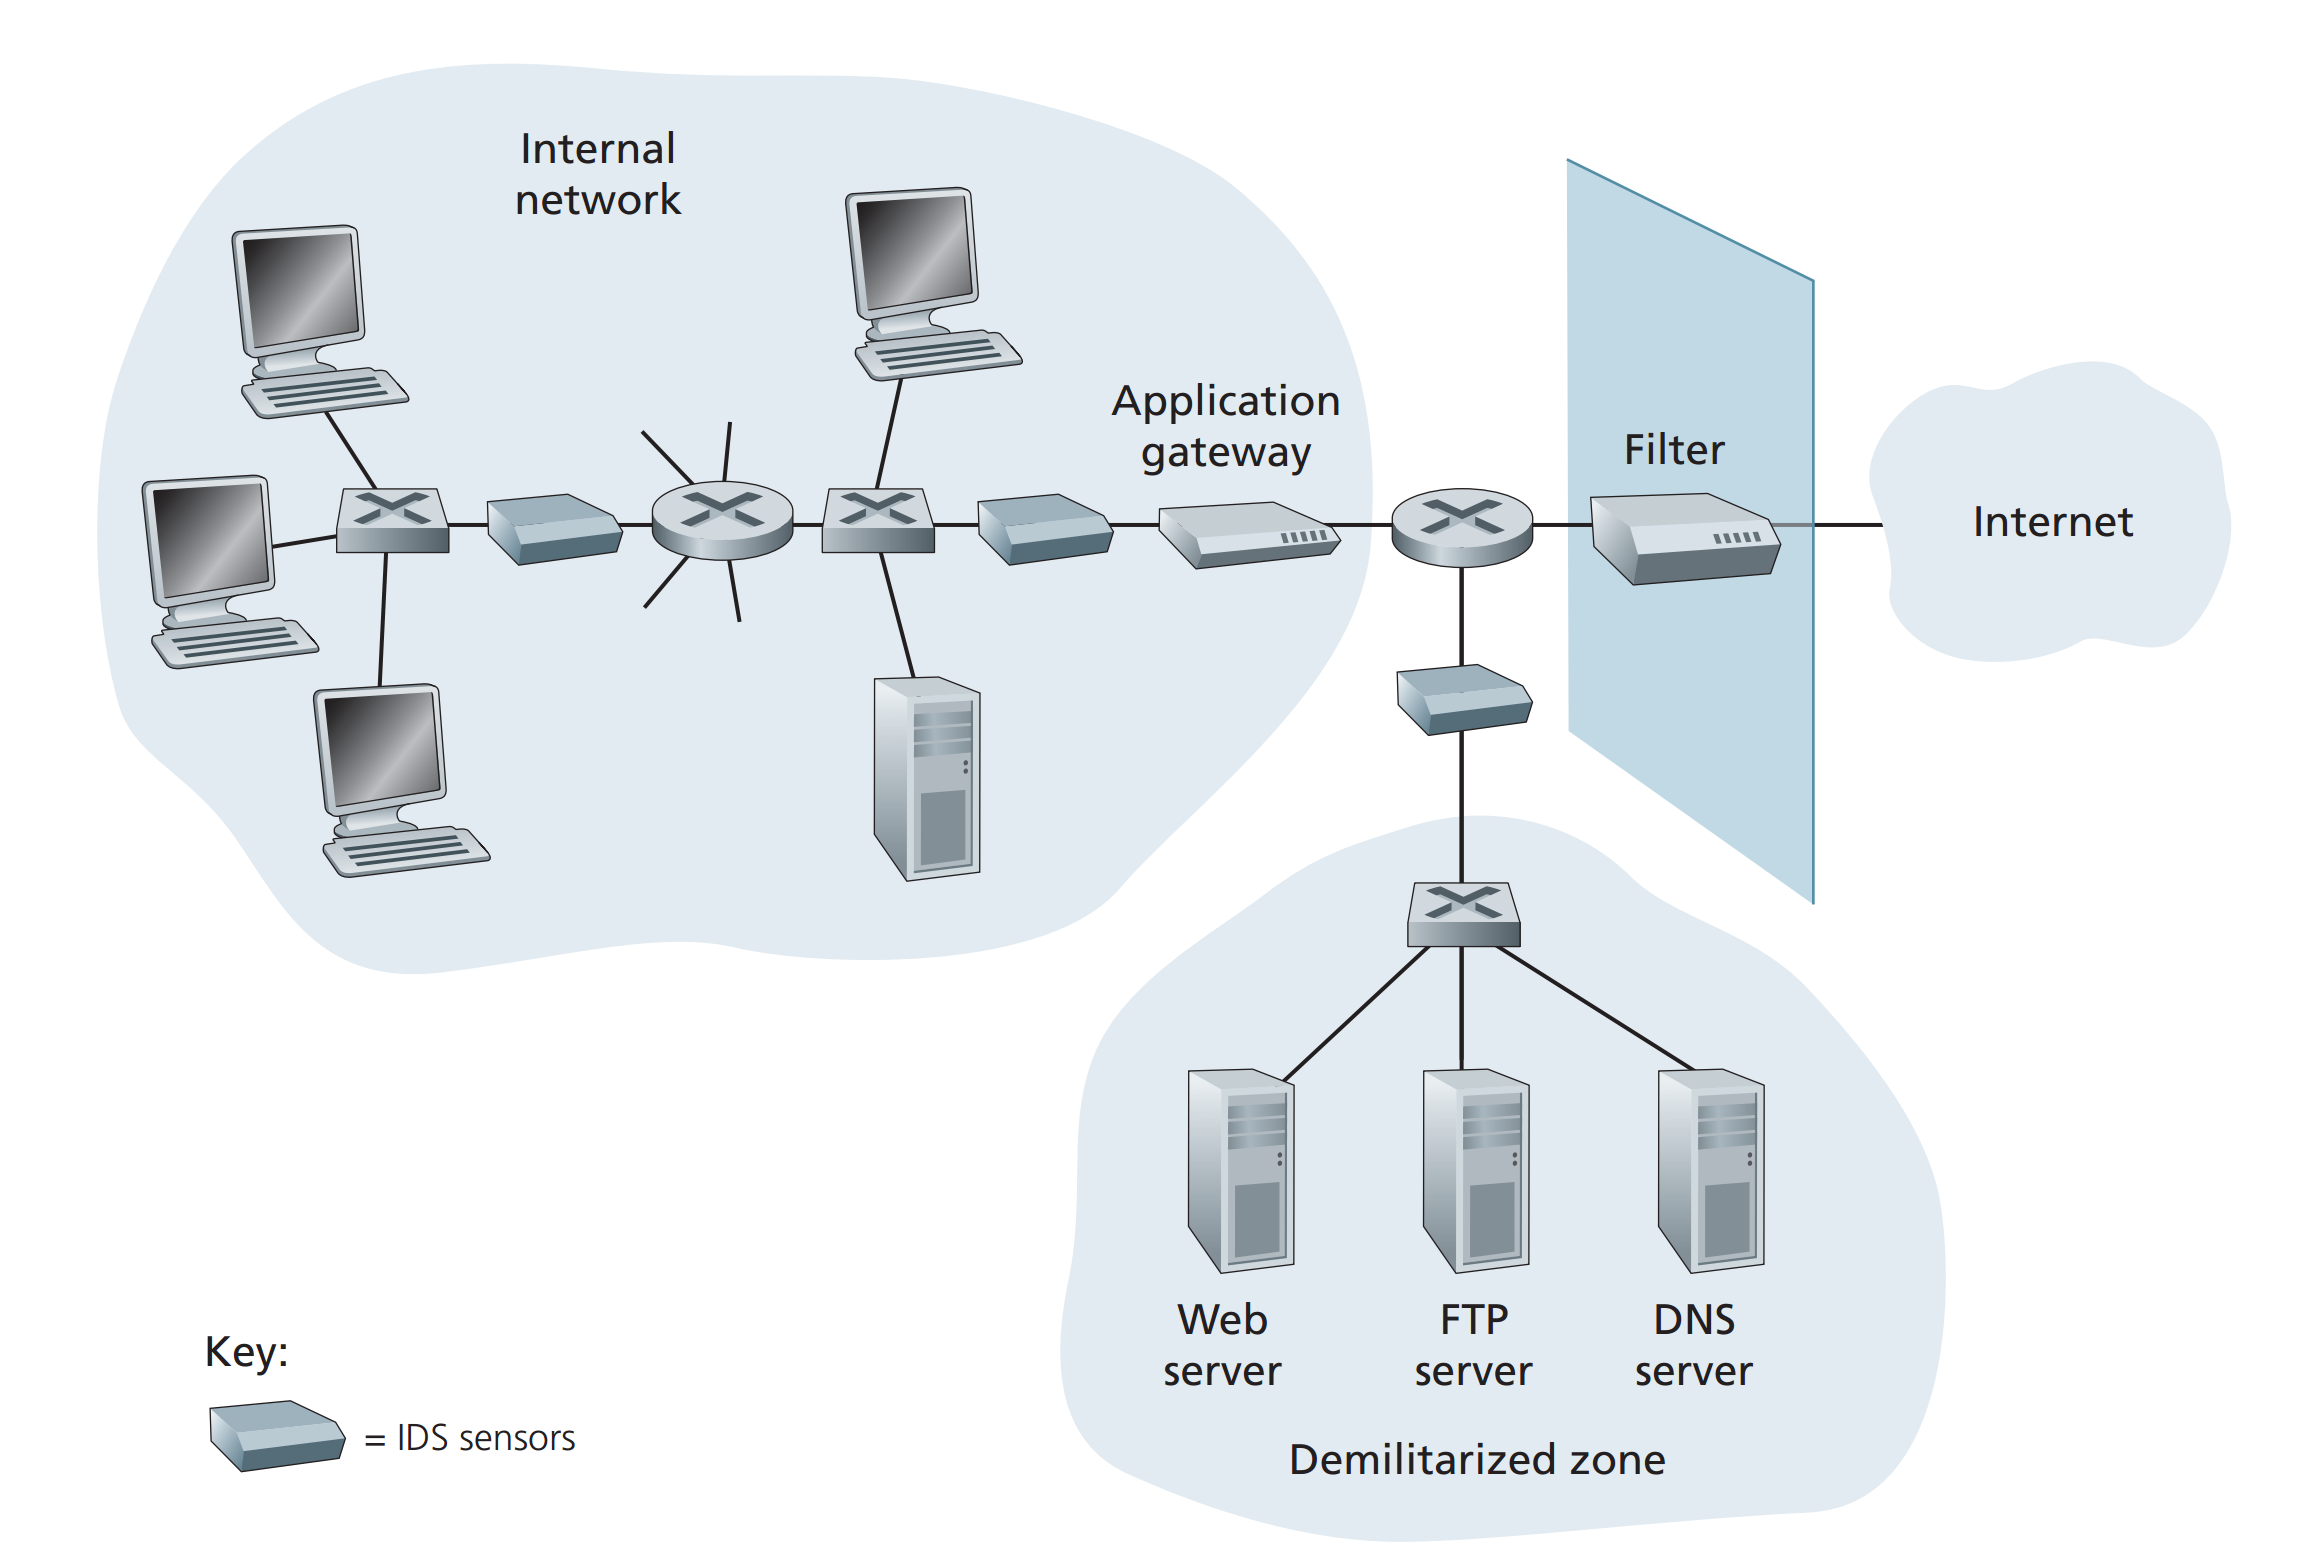 Internal
network
Application
gateway
Filter
Internet
Web
server
FTP
server
DNS
server
Demilitarized zone
Key:
= IDS sensors